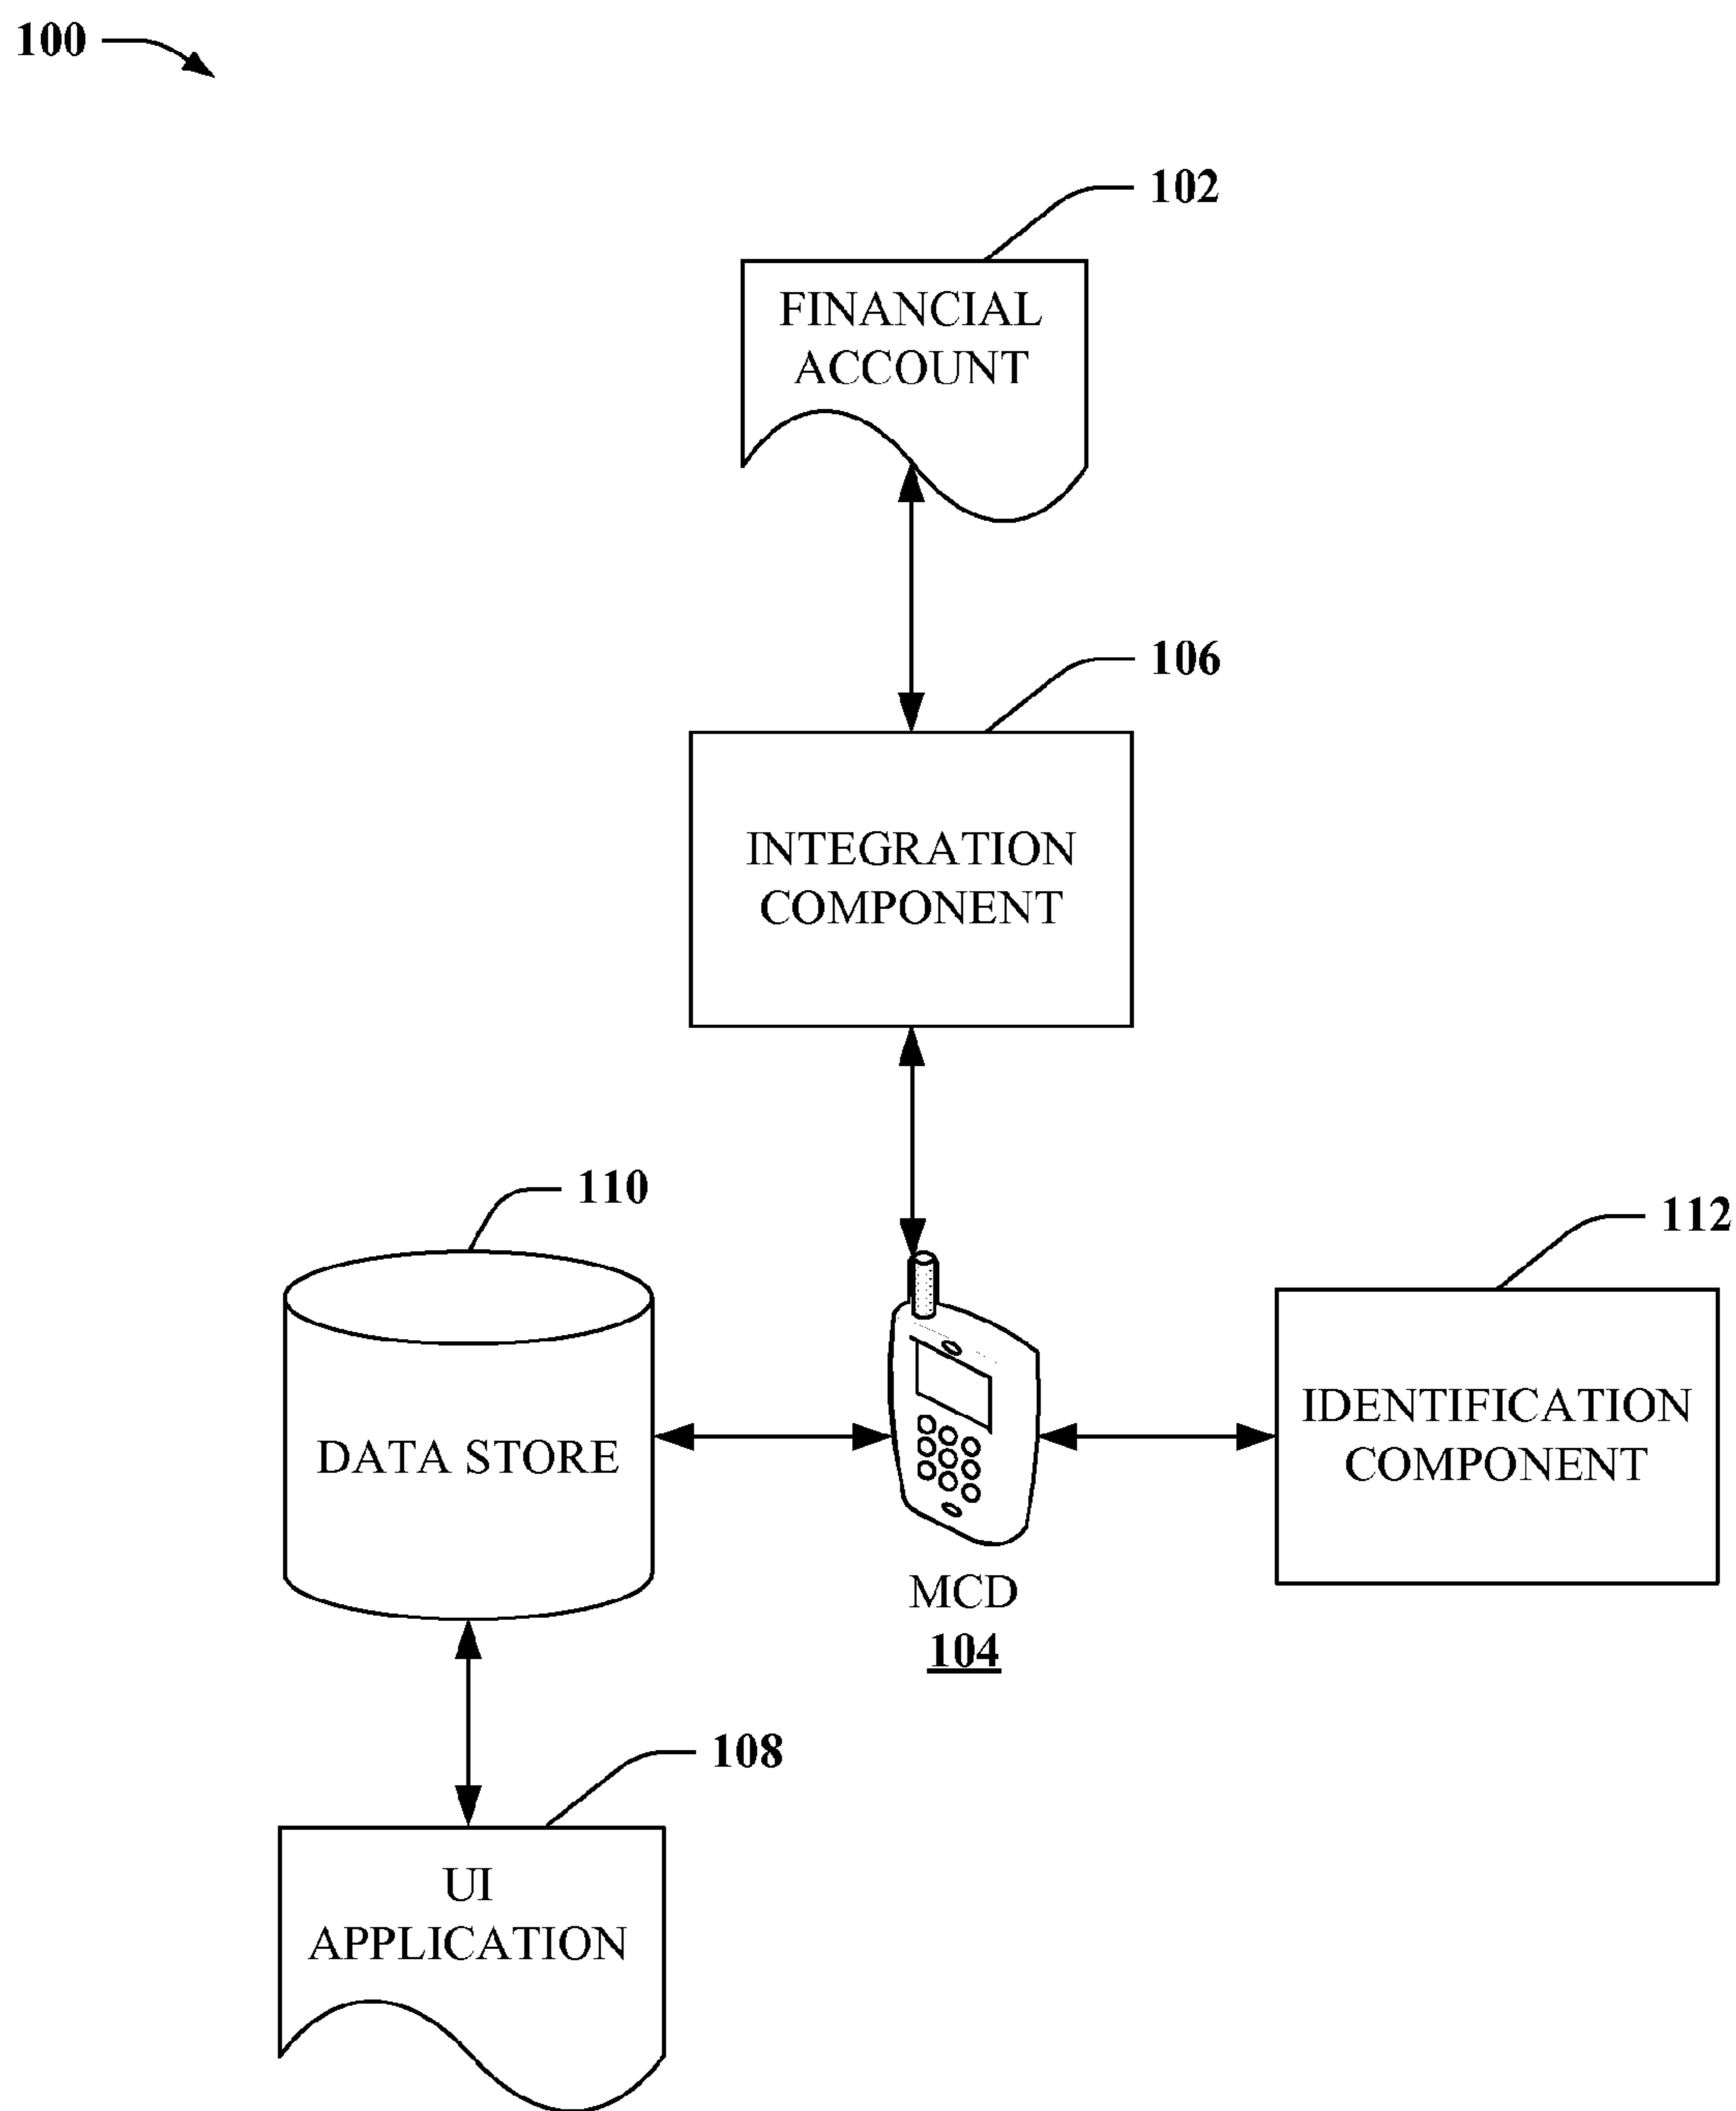 100
102
FINANCIAL
ACCOUNT
106
INTEGRATION
COMPONENT
110
112
DATA STORE
IDENTIFICATION
COMPONENT
MCD
104
108
UI
APPLICATION